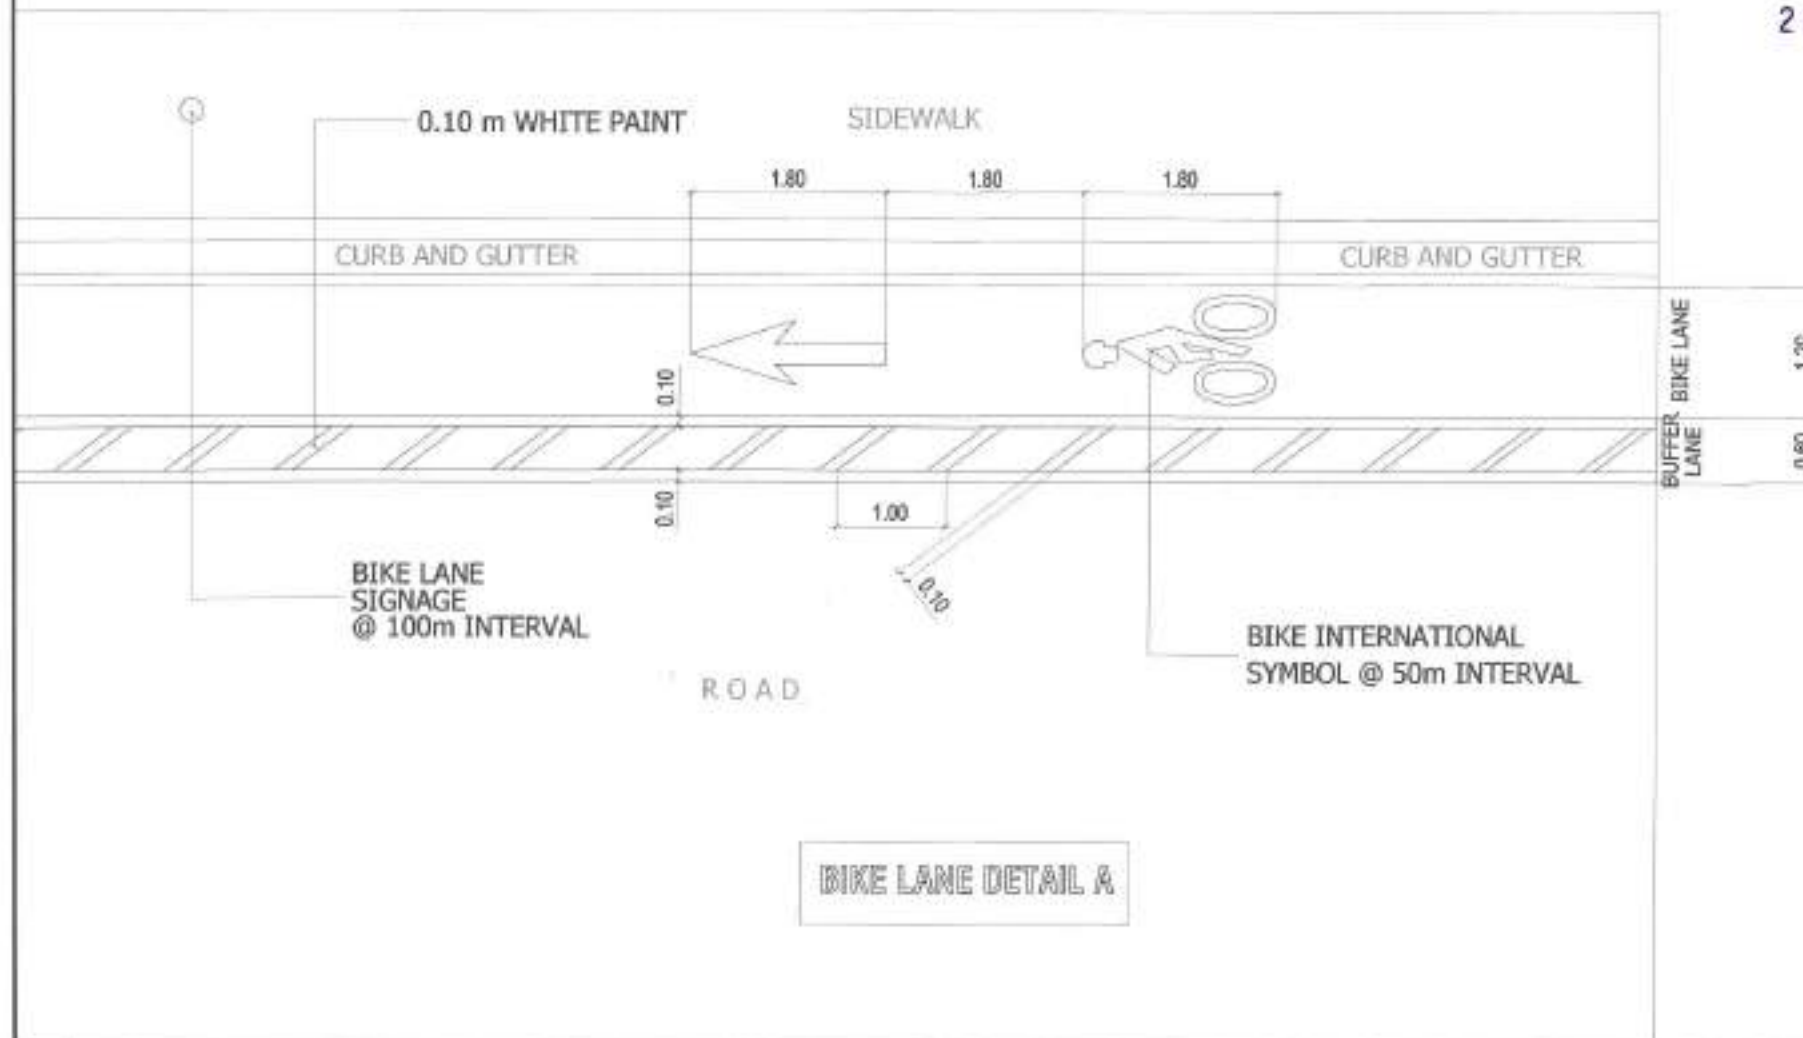 2
0.10 m WHITE PAINT
SIDEWALK
1.80
1.80
1.80
CURB AND GUTTER
CURB AND GUTTER
BIKE LANE
0.10
BUFFER
LANE
0.60
0.10
1.00
0.10
BIKE LANE
SIGNAGE
@ 100m INTERVAL
BIKE INTERNATIONAL
SYMBOL @ 50m INTERVAL
ROAD
BIKE LANE DETAIL A